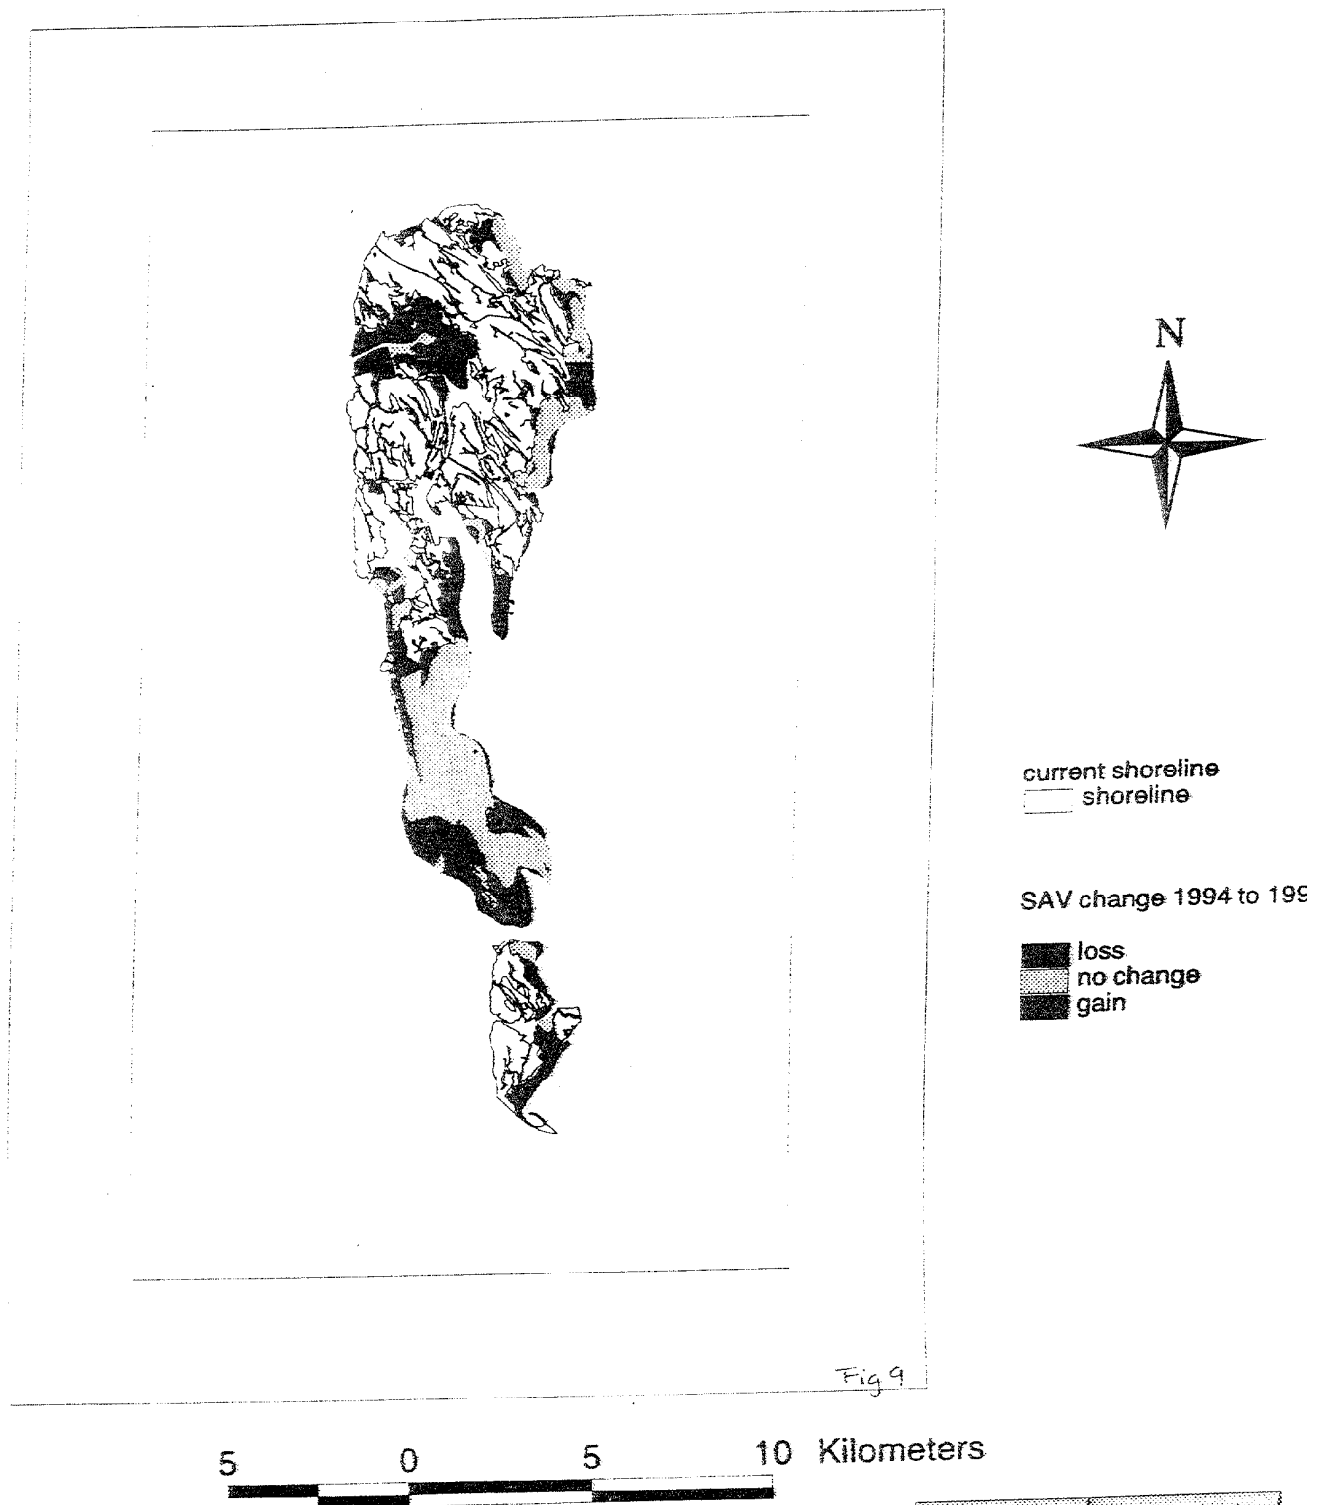 N
current shoreline
shoreline
SAV change 1994 to 199
loss
no change
gain
Fig 9
5 0 5 10 Kilometers